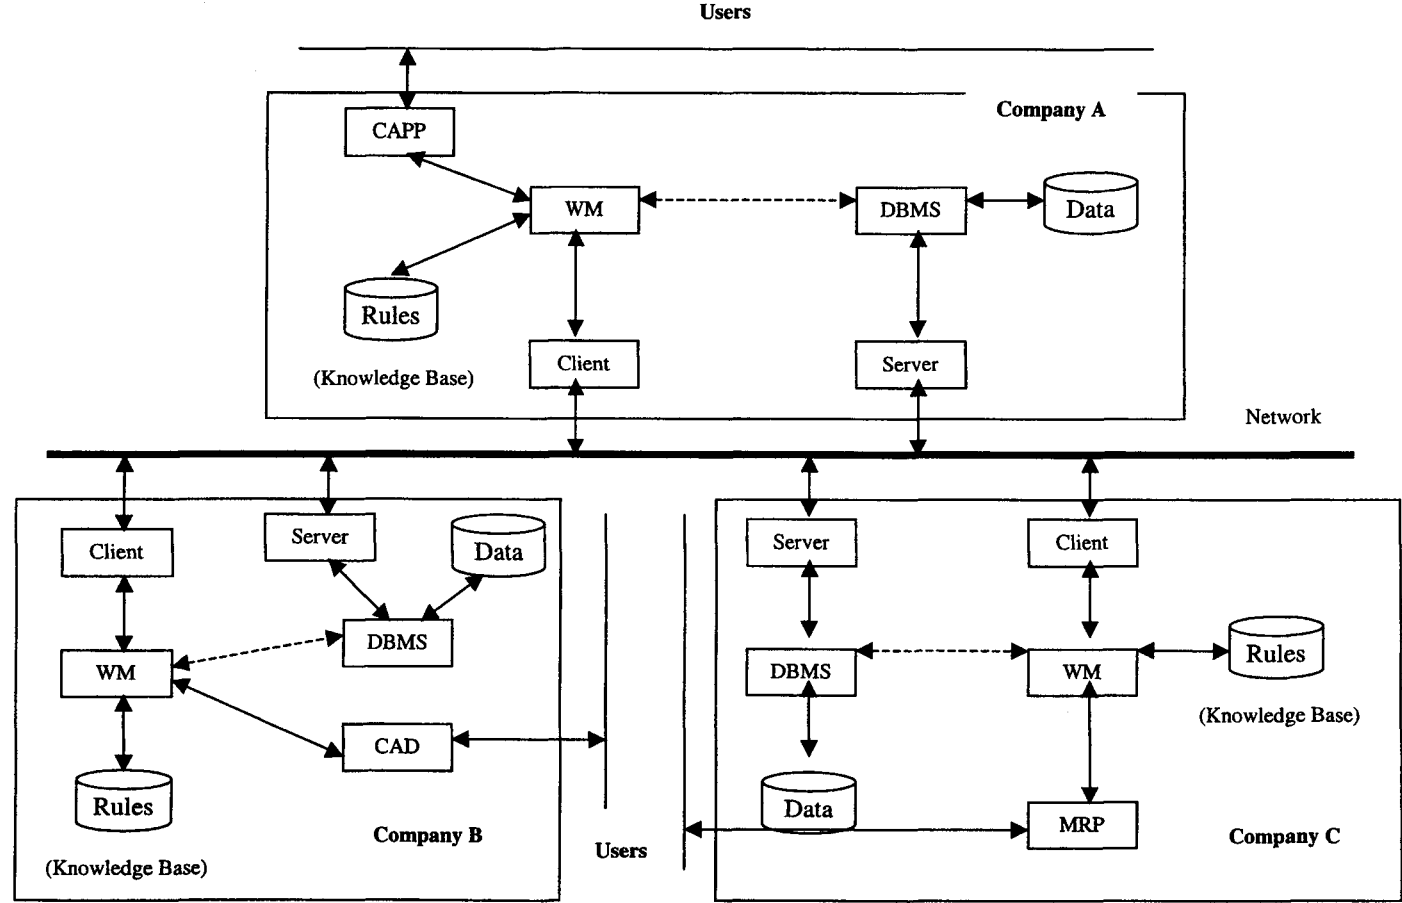 Users
Company A
CAPP
WM
DBMS
Data
Rules
Client
Server
(Knowledge Base)
Network
Client
Server
Data
DBMS
WM
CAD
Rules
Company B
(Knowledge Base)
Users
Server
Client
DBMS
WM
Rules
(Knowledge Base)
Data
MRP
Company C